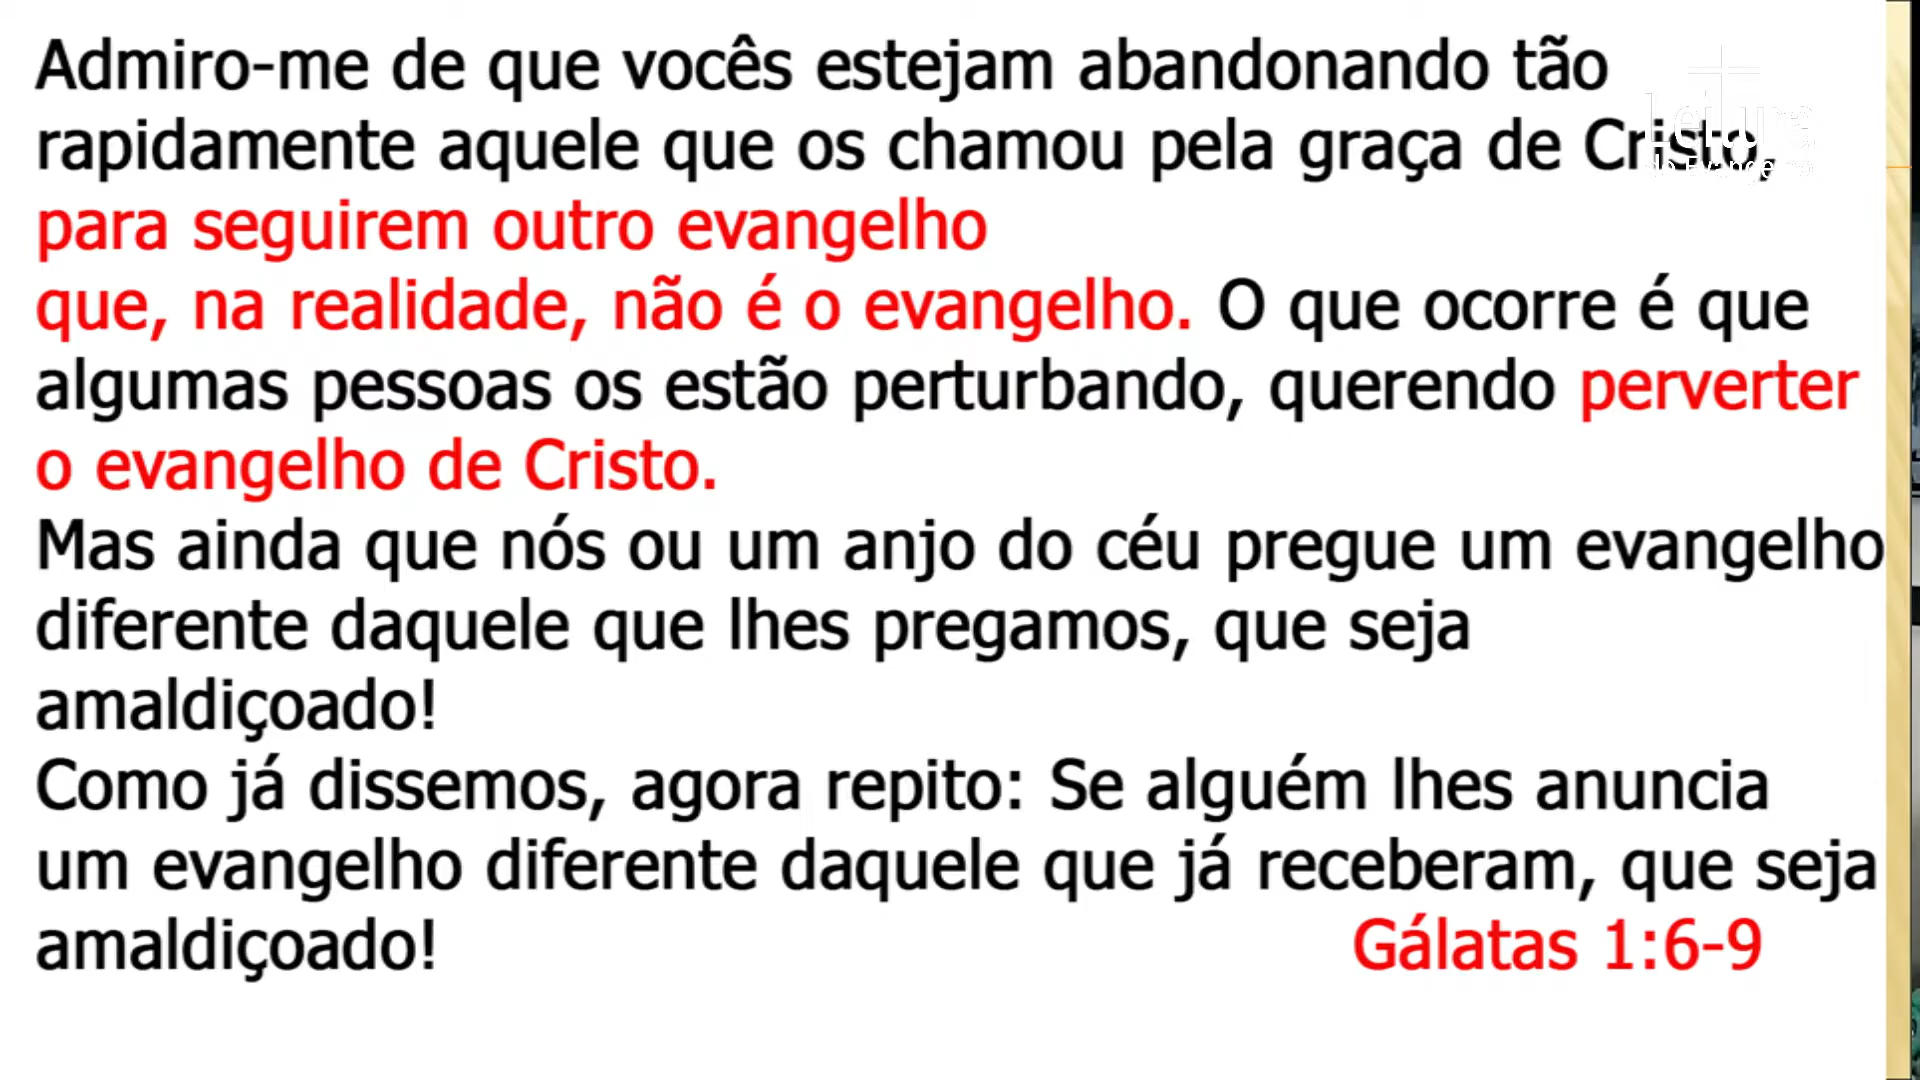 Admiro-me de que vocês estejam abandonando tão
rapidamente aquele que os chamou pela graça de Cristo,
para seguirem outro evangelho
que, na realidade, não é o evangelho. O que ocorre é que
algumas pessoas os estão perturbando, querendo perverter
o evangelho de Cristo.
Mas ainda que nós ou um anjo do céu pregue um evangelho
diferente daquele que lhes pregamos, que seja
amaldiçoado!
Como já dissemos, agora repito: Se alguém lhes anuncia
um evangelho diferente daquele que já receberam, que seja
amaldiçoado!
Gálatas 1:6-9
Leitura
do Evangelho